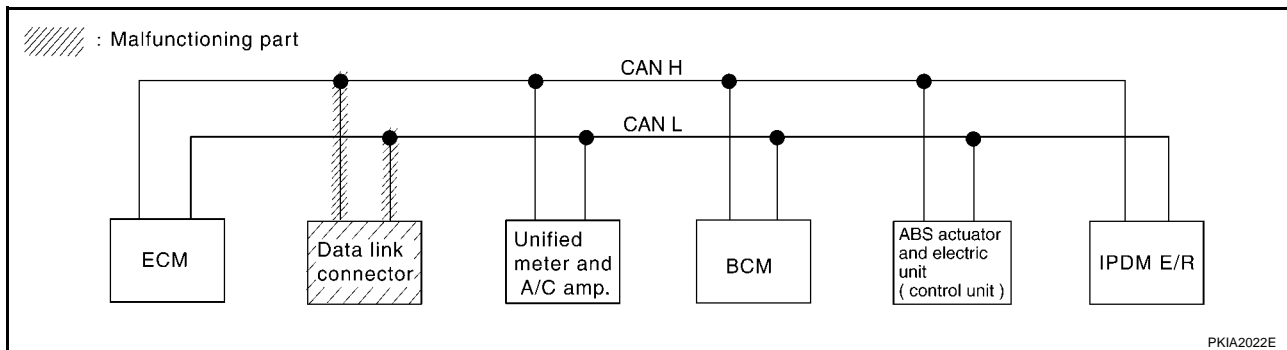 : Malfunctioning part
CAN H
CAN L
ECM
Data link
connector
Unified
meter and
A/C amp.
BCM
ABS actuator
and electric
unit
( control unit )
IPDM E/R
PKIA2022E